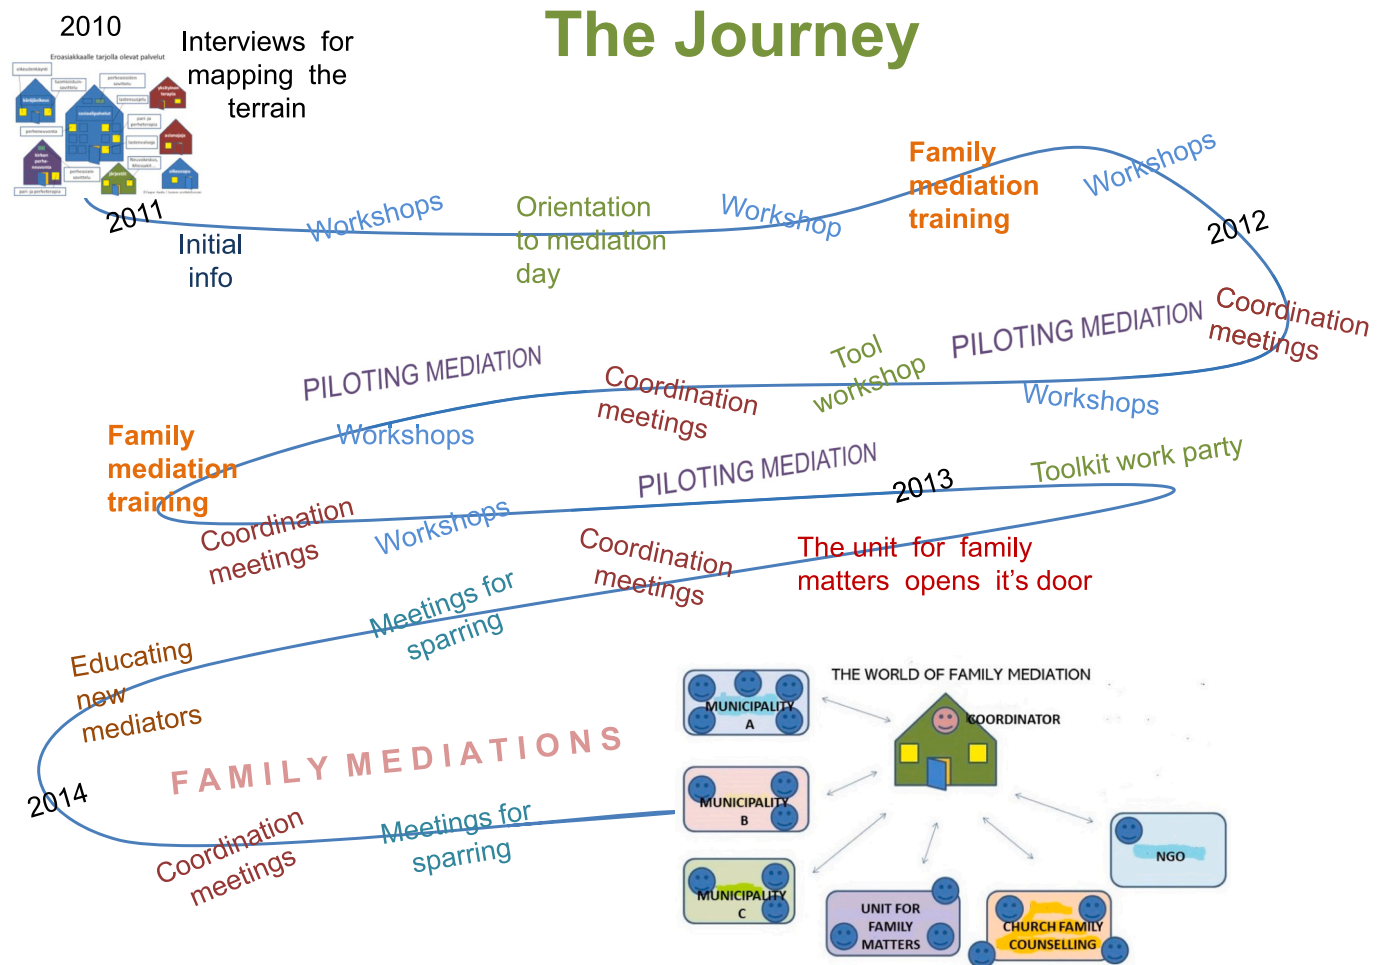 The Journey
2010
Interviews for
mapping the
terrain
Eroasiakkaalle tarjolla olevat palvelut
2011
Initial
info
Workshops
Orientation
to mediation
day
Workshop
Family
mediation
training
Workshops
2012
Coordination
meetings
PILOTING MEDIATION
Workshops
Tool
workshop
Coordination
meetings
PILOTING MEDIATION
Workshops
Family
mediation
training
Coordination
meetings
Workshops
PILOTING MEDIATION
2013
Toolkit work party
The unit for family
matters opens it’s door
Coordination
meetings
Meetings for
sparring
Educating
new
mediators
2014
FAMILY MEDIATIONS
Coordination
meetings
Meetings for
sparring
THE WORLD OF FAMILY MEDIATION
COORDINATOR
MUNICIPALITY
A
MUNICIPALITY
B
MUNICIPALITY
C
UNIT FOR
FAMILY
MATTERS
CHURCH FAMILY
COUNSELLING
NGO